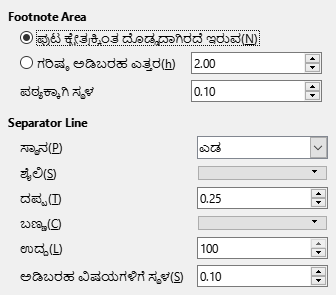 Footnote Area
ಪುಟ ಕ್ಷೇತ್ರಕ್ಕಿಂತ ದೊಡ್ಡದಾಗಿರದೆ ಇರುವ(N)
ಗರಿಷ್ಠ ಅಡಿಬರಹ ಎತ್ತರ(h) 2.00
ಪಠ್ಯಕ್ಕಾಗಿ ಸ್ಥಳ 0.10
Separator Line
ಸ್ಥಾನ(P) ಎಡ
ಶೈಲಿ(S)
ದಪ್ಪ(T) 0.25
ಬಣ್ಣ(C)
ಉದ್ದ(L) 100
ಅಡಿಬರಹ ವಿಷಯಗಳಿಗೆ ಸ್ಥಳ(S) 0.10